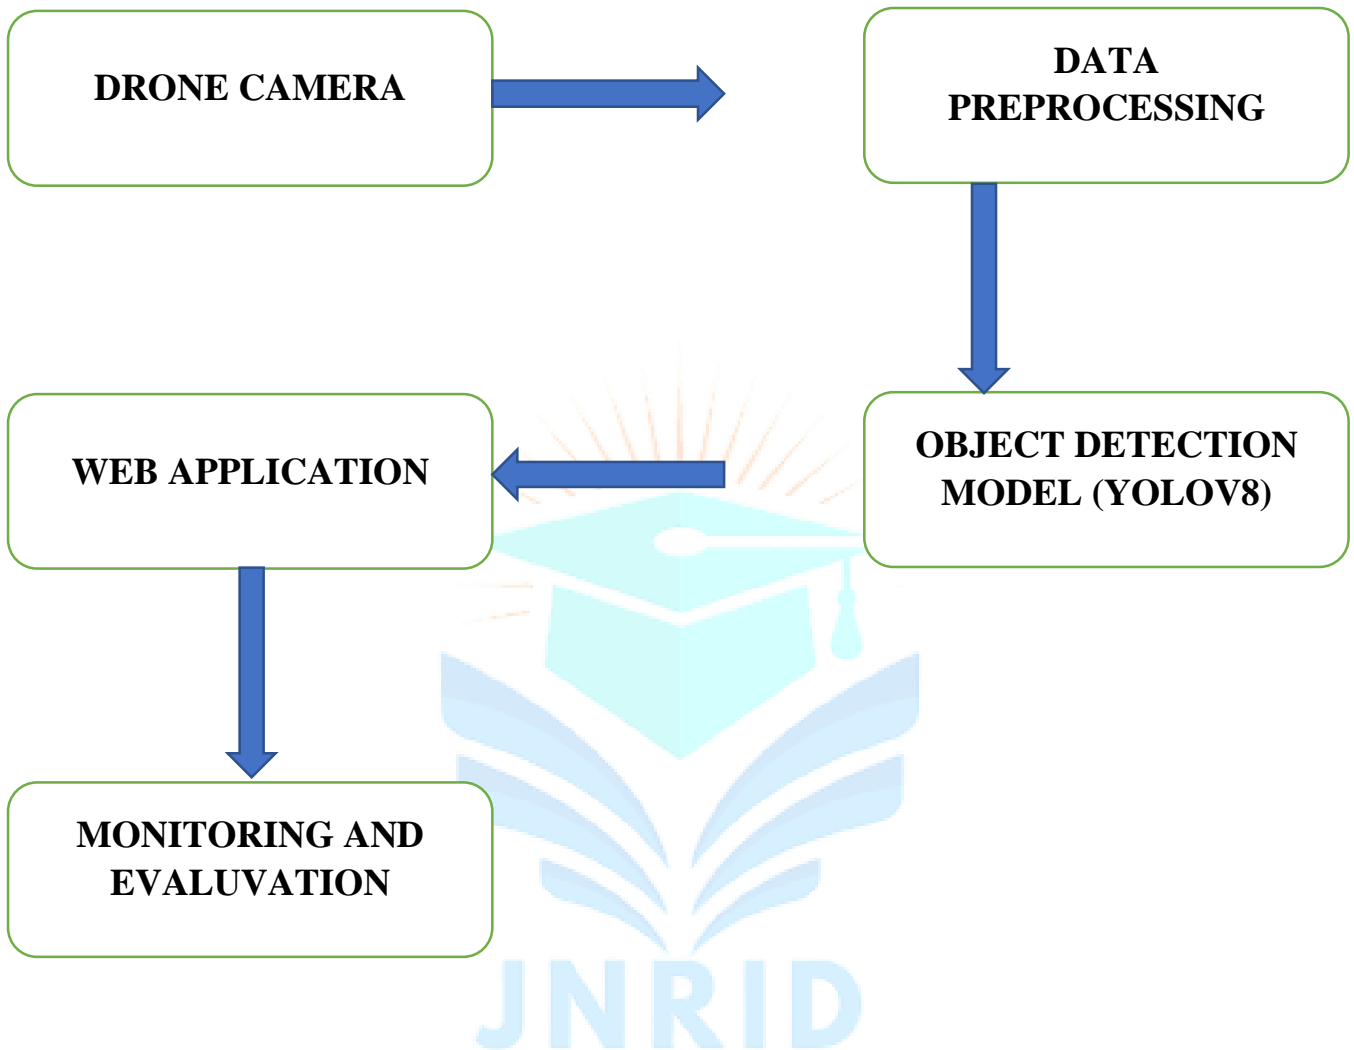 DRONE CAMERA
DATA
PREPROCESSING
WEB APPLICATION
OBJECT DETECTION
MODEL (YOLOV8)
MONITORING AND
EVALUVATION
JNRID